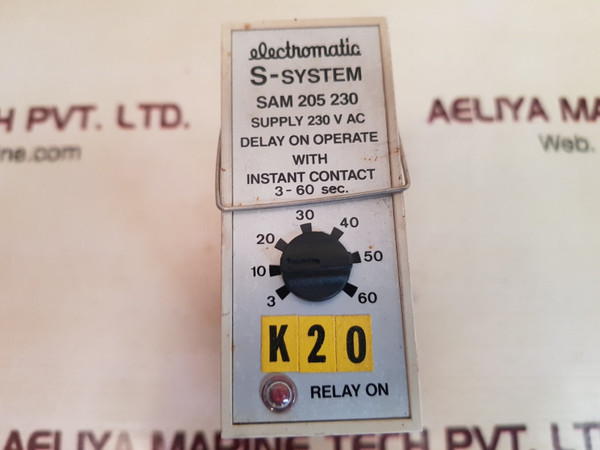 electromatic
S-SYSTEM
SAM 205 230
SUPPLY 230 V AC
DELAY ON OPERATE
WITH
INSTANT CONTACT
3 - 60 sec.
30
20 40
10 50
3 60
K20
RELAY ON
H PVT. LTD.
ne.com
AELIYA MA
Web.
AELIYA MARINE TECH PVT. LT